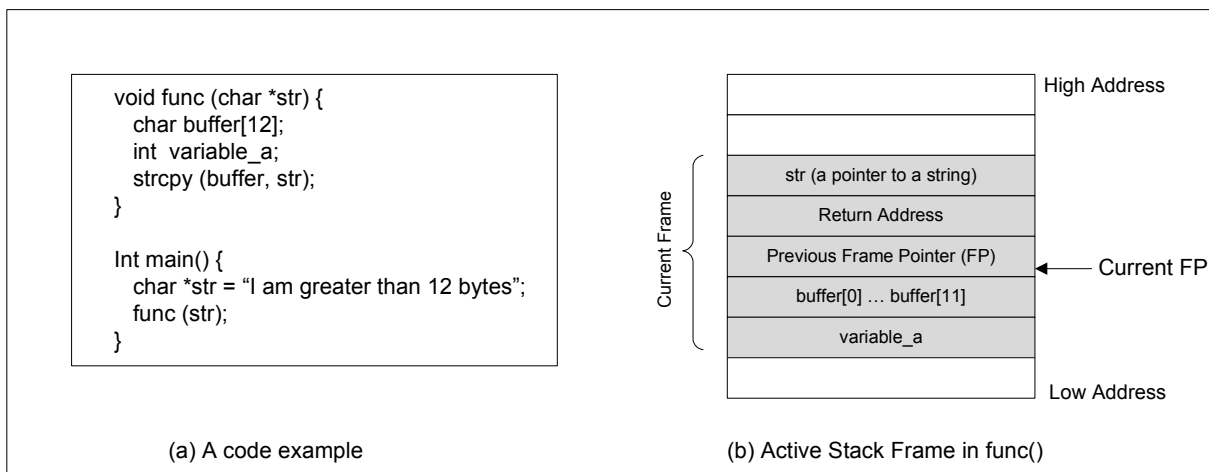 void func (char *str) {
char buffer[12];
int variable_a;
strcpy (buffer, str);
}
Int main() {
char *str = “I am greater than 12 bytes”;
func (str);
}
(a) A code example
High Address
Current Frame
str (a pointer to a string)
Return Address
Previous Frame Pointer (FP)
Current FP
buffer[0] … buffer[11]
variable_a
Low Address
(b) Active Stack Frame in func()